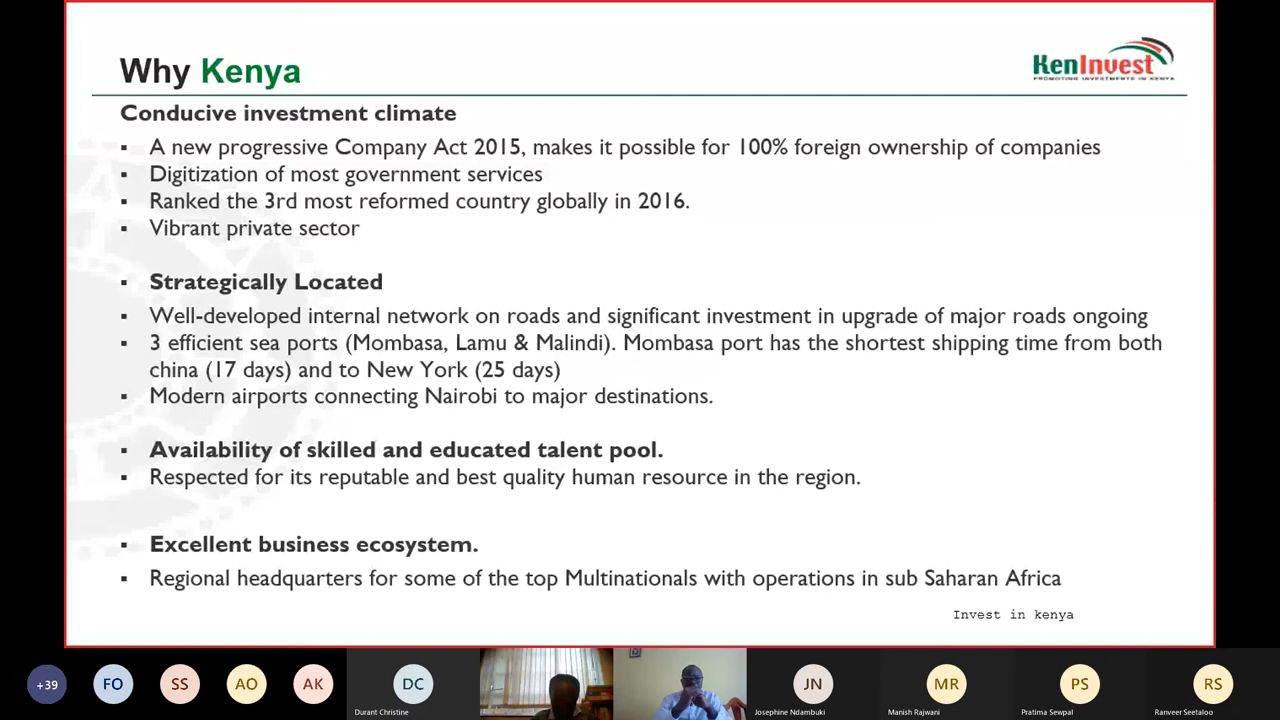 Why Kenya
KenInvest
PROMOTING INVESTMENTS IN KENYA
Conducive investment climate
▪ A new progressive Company Act 2015, makes it possible for 100% foreign ownership of companies
▪ Digitization of most government services
▪ Ranked the 3rd most reformed country globally in 2016.
▪ Vibrant private sector
▪ Strategically Located
▪ Well-developed internal network on roads and significant investment in upgrade of major roads ongoing
▪ 3 efficient sea ports (Mombasa, Lamu & Malindi). Mombasa port has the shortest shipping time from both
china (17 days) and to New York (25 days)
▪ Modern airports connecting Nairobi to major destinations.
▪ Availability of skilled and educated talent pool.
▪ Respected for its reputable and best quality human resource in the region.
▪ Excellent business ecosystem.
▪ Regional headquarters for some of the top Multinationals with operations in sub Saharan Africa
Invest in kenya
+39
FO
SS
AO
AK
DC
Durant Christine
JN
Josephine Ndambuki
MR
Manish Rajwani
PS
Pratima Sewpal
RS
Ranveer Seetaloo